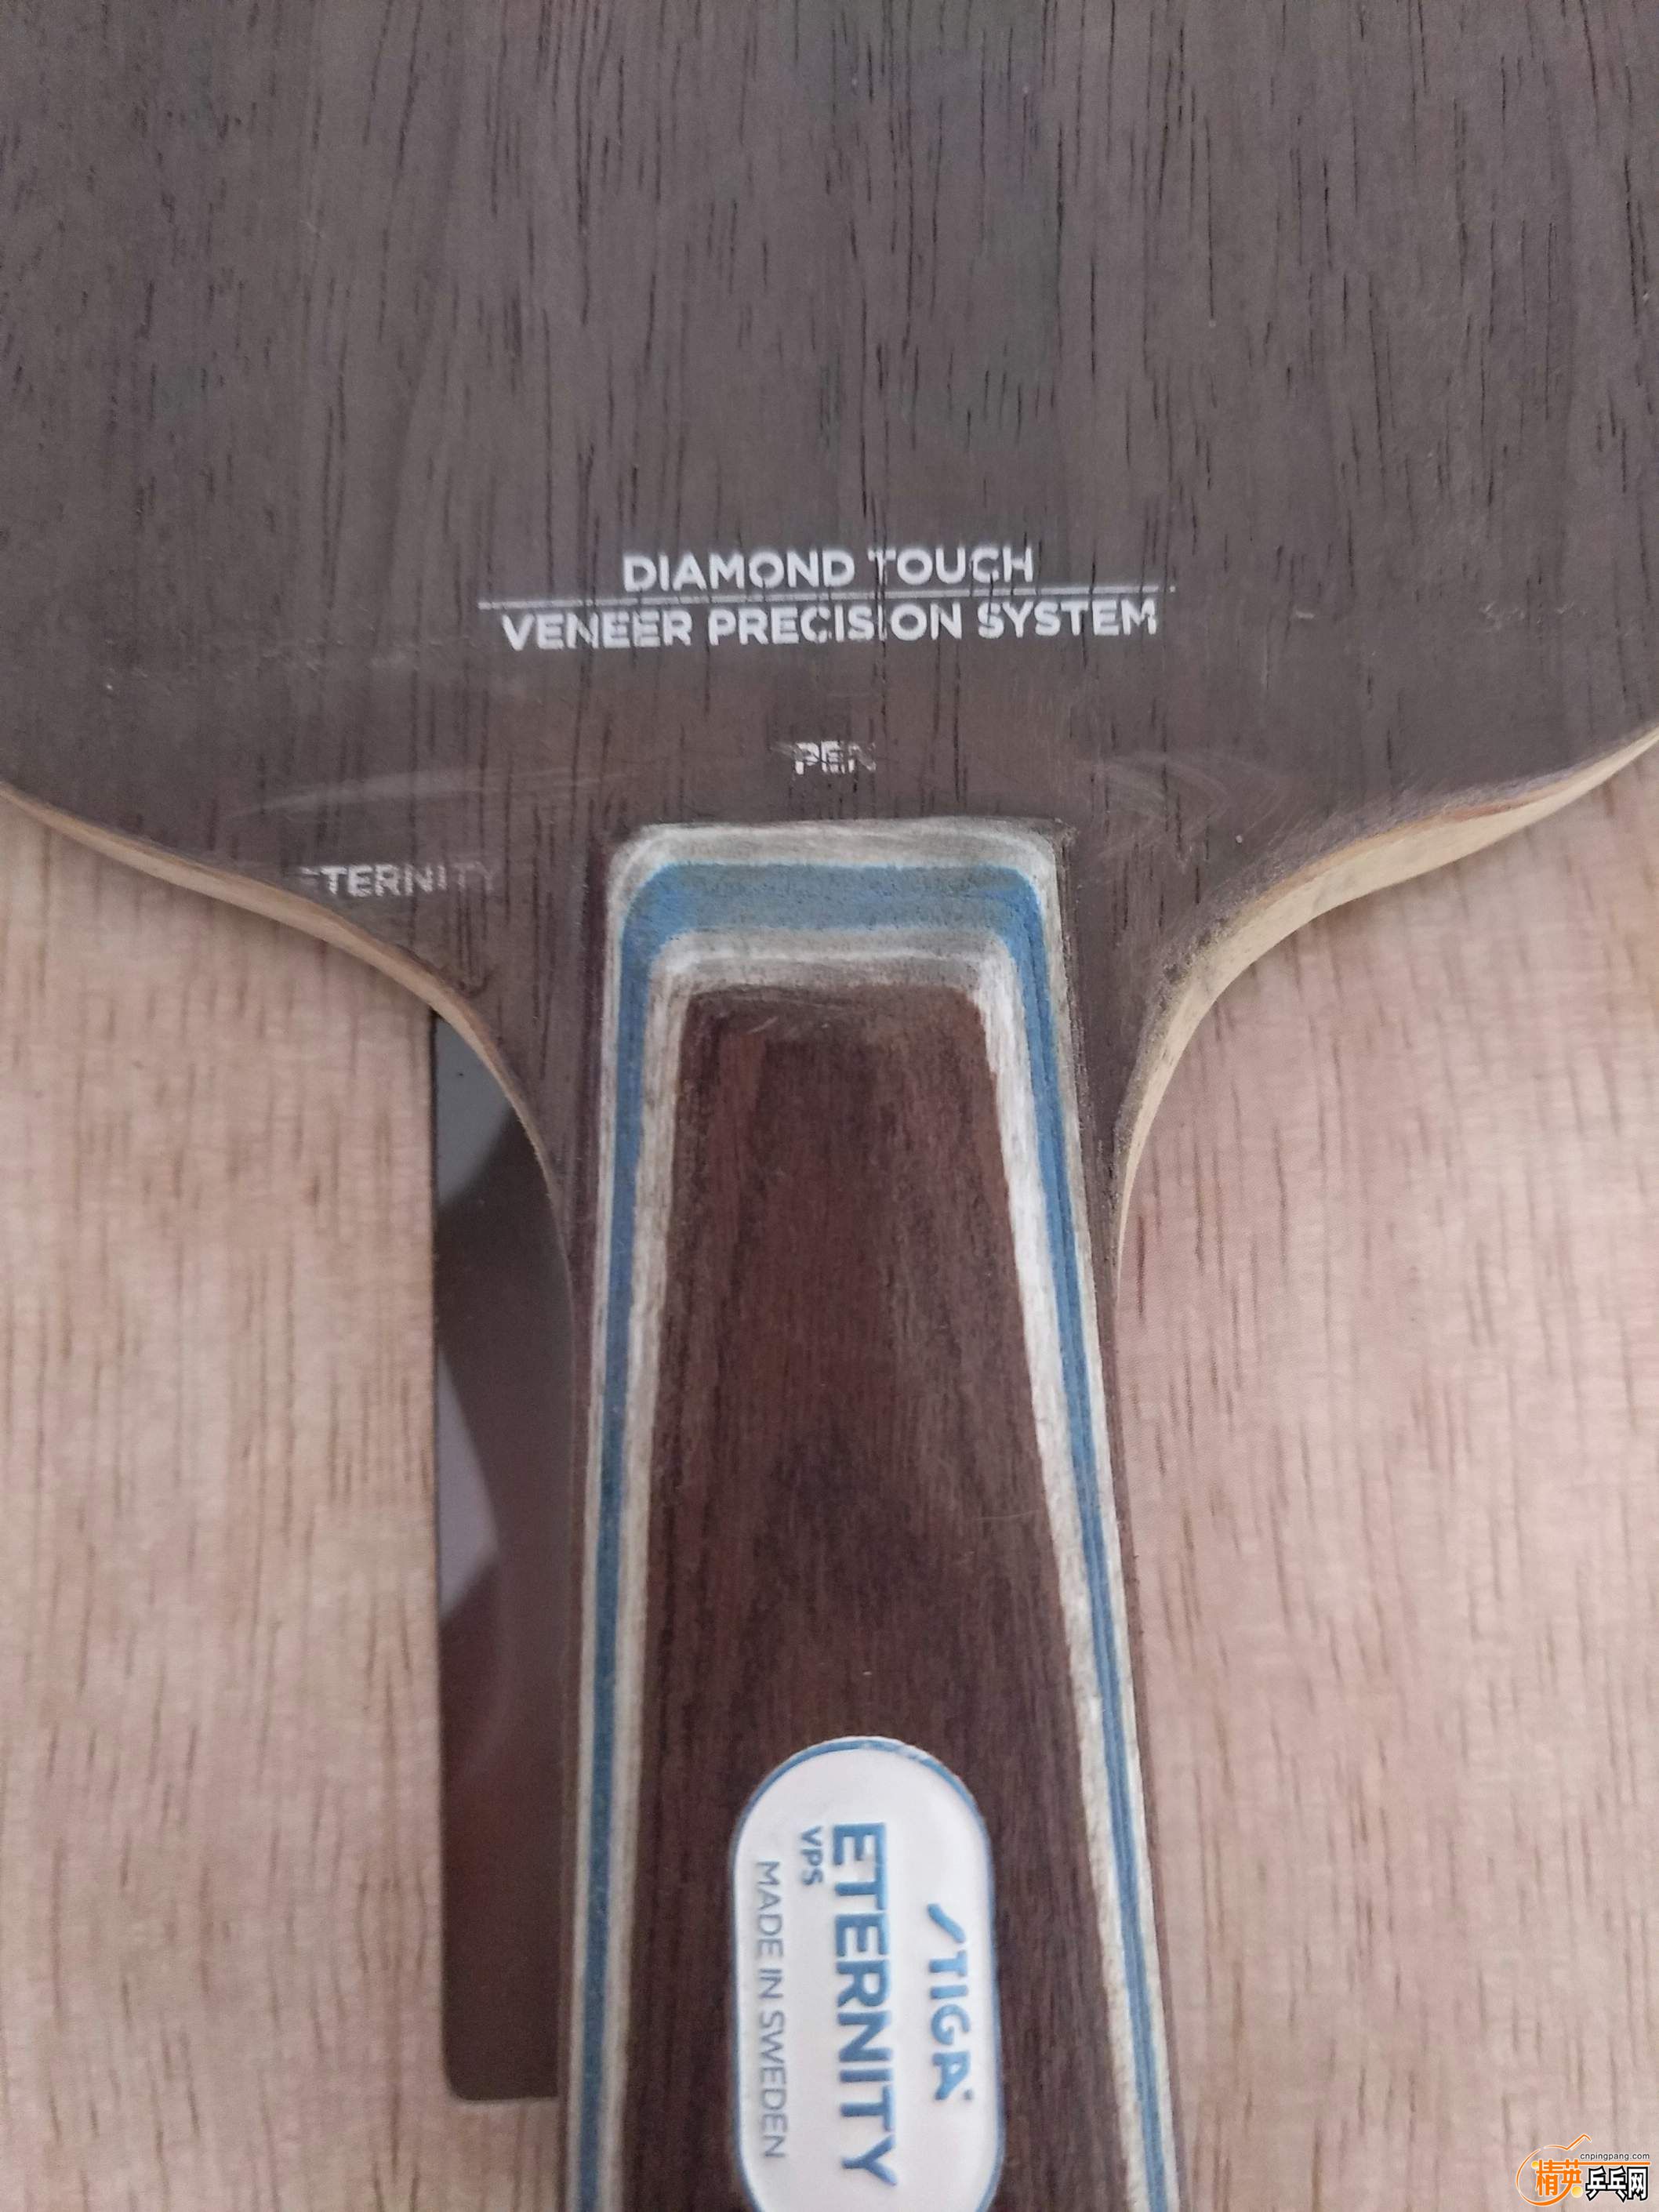 DIAMOND TOUCH
VENEER PRECISION SYSTEM
PEN
ETERNITY
STIGA
ETERNITY
VPS
MADE IN SWEDEN
cnpingpang.com
精英乒乓网